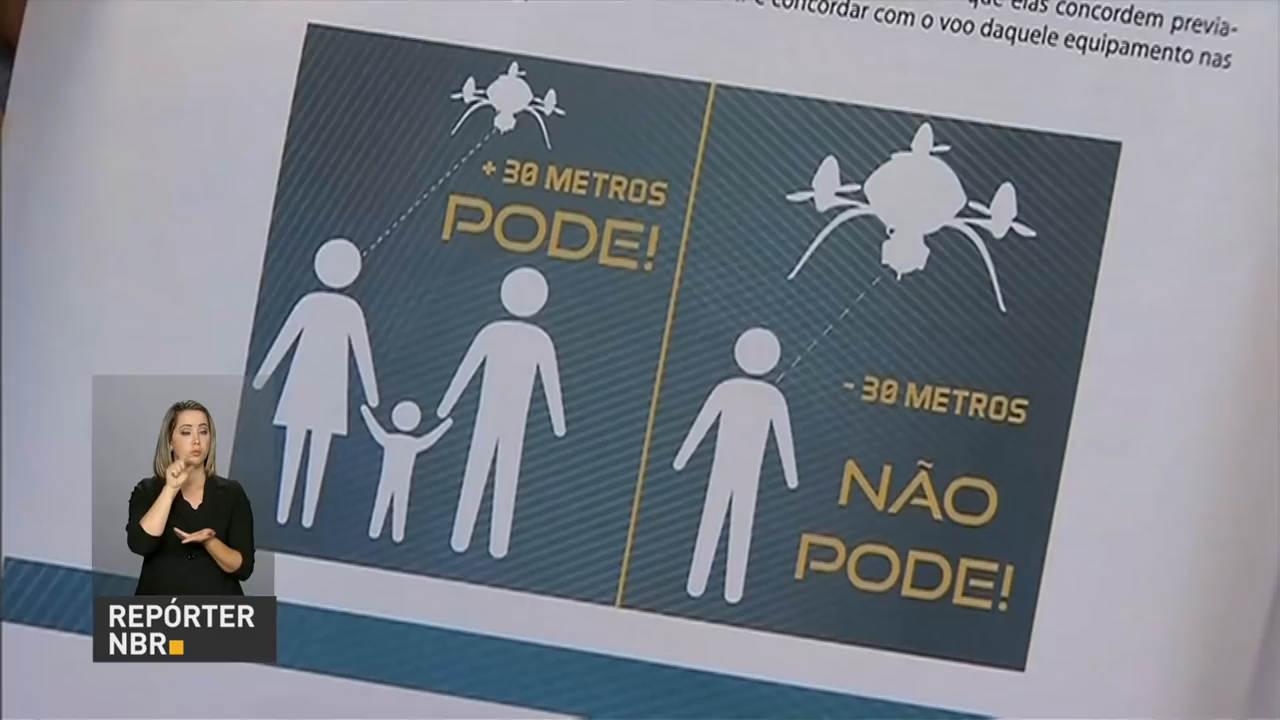 que elas concordem previa-
e concordar com o voo daquele equipamento nas
+ 30 METROS
PODE!
- 30 METROS
NÃO
PODE!
REPÓRTER
NBR